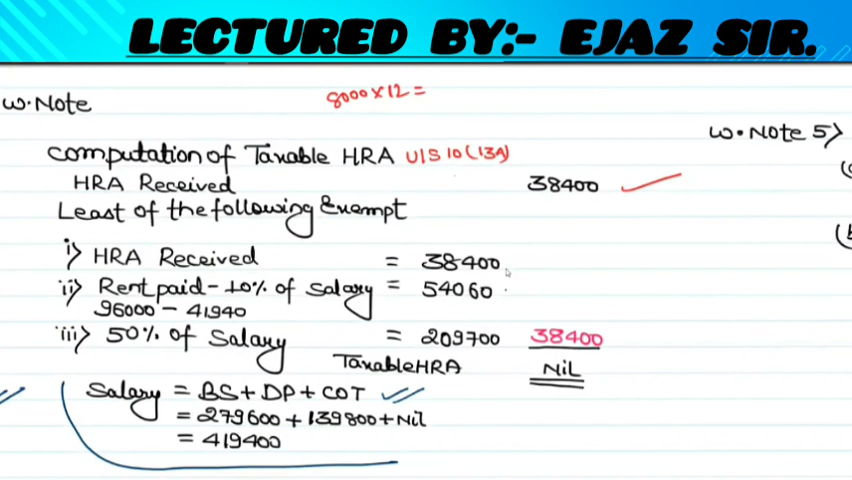 LECTURED BY:- EJAZ SIR.
W.Note
8000 x 12 =
Computation of Taxable HRA U/S 10 (13A)
HRA Received 38400
Least of the following Exempt
i> HRA Received = 38400
ii> Rent paid - 10% of Salary = 54060
96000 - 41940
iii> 50% of Salary = 209700 38400
Taxable HRA Nil
Salary = BS + DP + COT
= 279600 + 139800 + Nil
= 419400
W.Note 5>